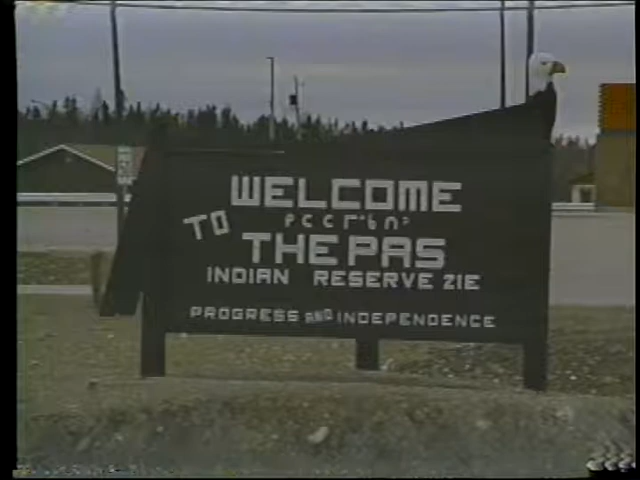 WELCOME
TO
THE PAS
INDIAN RESERVE 21E
PROGRESS AND INDEPENDENCE